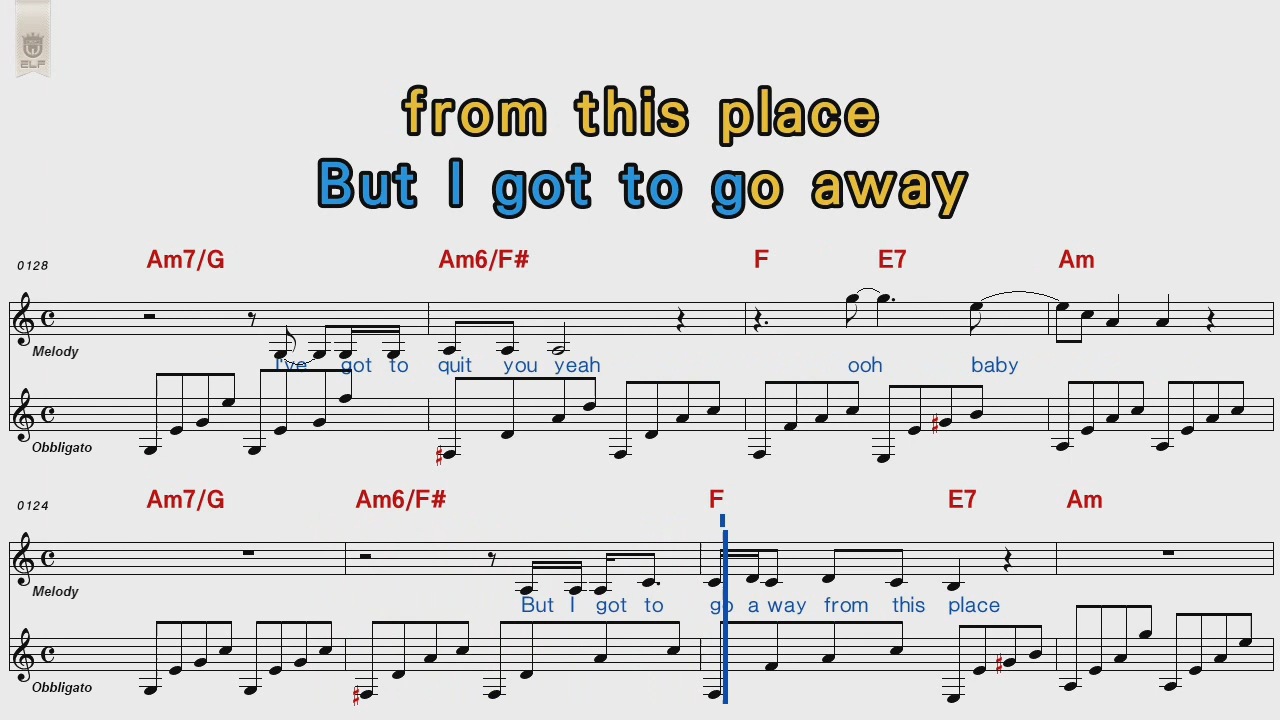 ELF
from this place
But I got to go away
0128 Am7/G Am6/F# F E7 Am
Melody
I've got to quit you yeah ooh baby
Obbligato
0124 Am7/G Am6/F# F E7 Am
Melody
But I got to go a way from this place
Obbligato